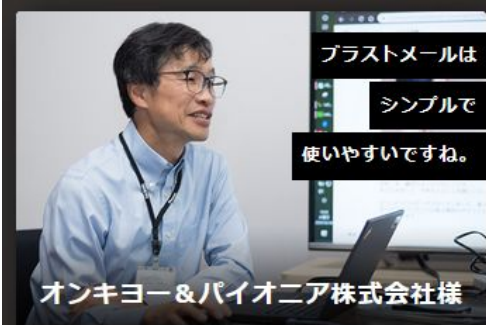 ブラストメールは
シンプルで
使いやすいですね。
オンキヨー&パイオニア株式会社様